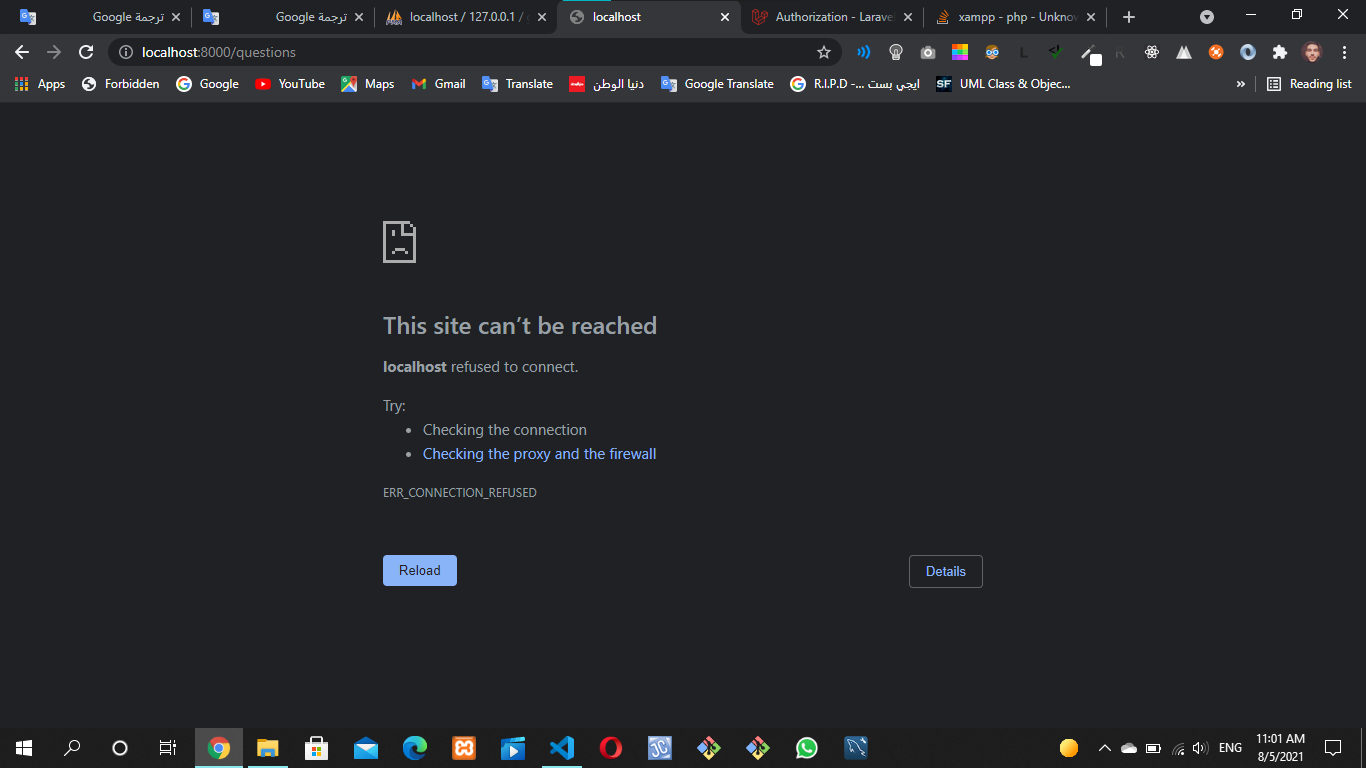 ترجمة Google
ترجمة Google
localhost / 127.0.0.1 /
localhost
Authorization - Larave
xampp - php - Unknow
localhost:8000/questions
Apps
Forbidden
Google
YouTube
Maps
Gmail
Translate
دنيا الوطن
Google Translate
R.I.P.D -... ايجي بست
SF
UML Class & Objec...
»
Reading list
This site can’t be reached
localhost refused to connect.
Try:
• Checking the connection
• Checking the proxy and the firewall
ERR_CONNECTION_REFUSED
Reload
Details
ENG
11:01 AM
8/5/2021